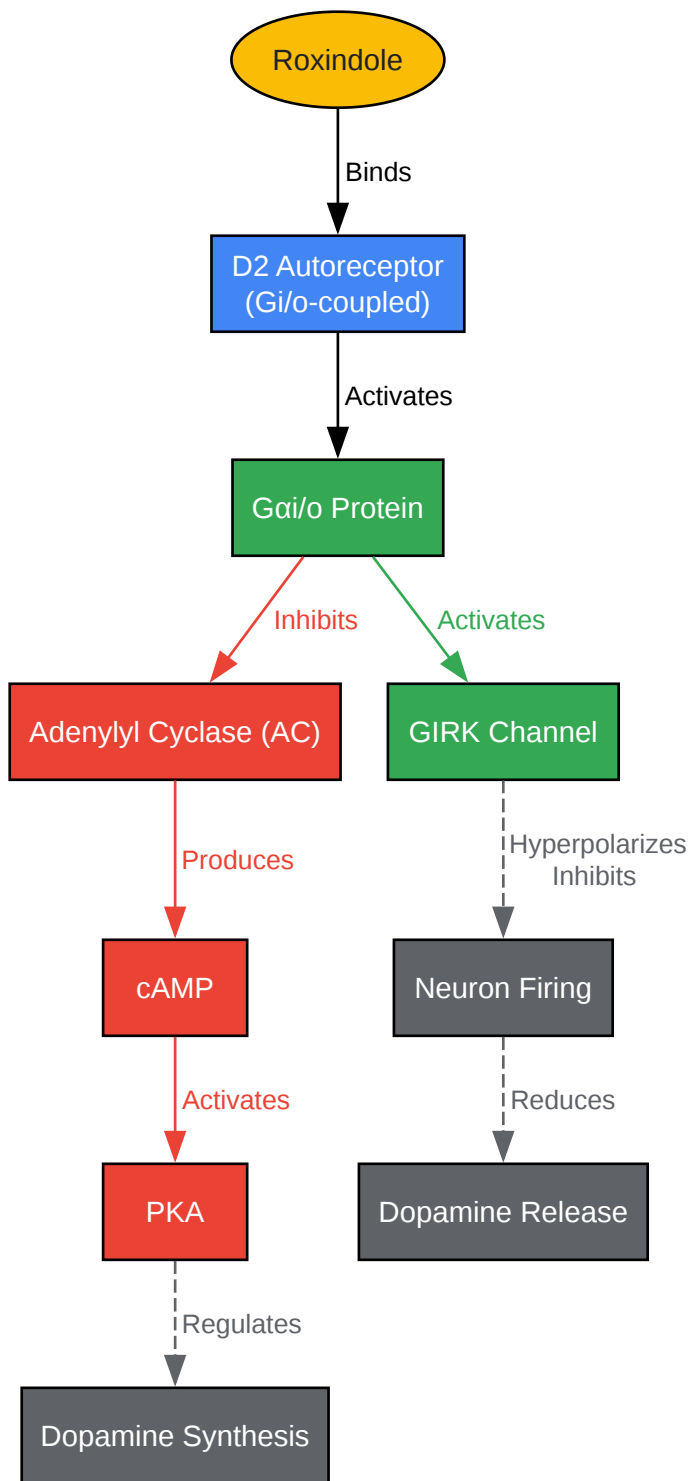 Roxindole
Binds
D2 Autoreceptor
(Gi/o-coupled)
Activates
Gαi/o Protein
Inhibits
Activates
Adenylyl Cyclase (AC)
GIRK Channel
Produces
Hyperpolarizes
Inhibits
cAMP
Neuron Firing
Activates
Reduces
PKA
Dopamine Release
Regulates
Dopamine Synthesis